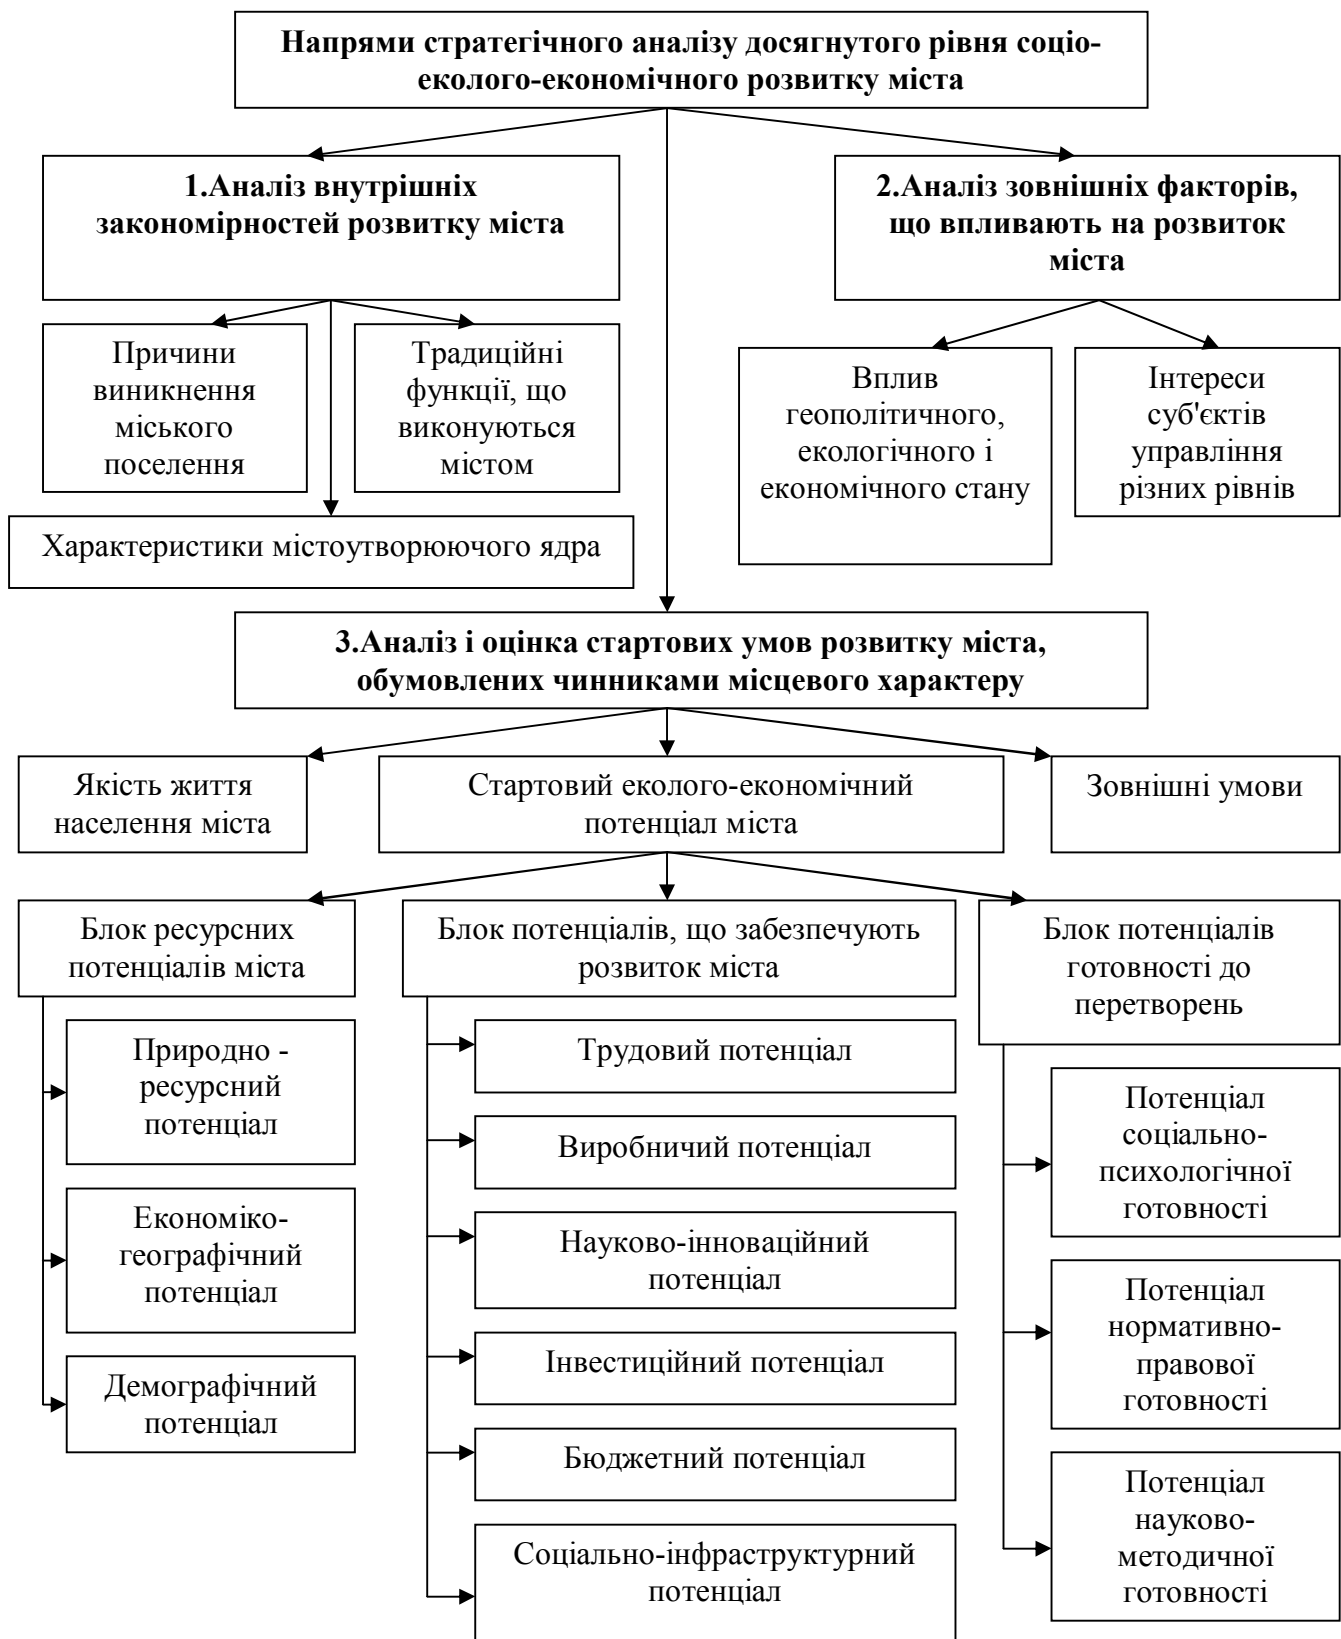 Напрями стратегічного аналізу досягнутого рівня соціо-
еколого-економічного розвитку міста
1.Аналіз внутрішніх
закономірностей розвитку міста
2.Аналіз зовнішніх факторів,
що впливають на розвиток
міста
Причини
виникнення
міського
поселення
Традиційні
функції, що
виконуються
містом
Вплив
геополітичного,
екологічного і
економічного стану
Інтереси
суб'єктів
управління
різних рівнів
Характеристики містоутворюючого ядра
3.Аналіз і оцінка стартових умов розвитку міста,
обумовлених чинниками місцевого характеру
Якість життя
населення міста
Стартовий еколого-економічний
потенціал міста
Зовнішні умови
Блок ресурсних
потенціалів міста
Природно -
ресурсний
потенціал
Економіко-
географічний
потенціал
Демографічний
потенціал
Блок потенціалів, що забезпечують
розвиток міста
Трудовий потенціал
Виробничий потенціал
Науково-інноваційний
потенціал
Інвестиційний потенціал
Бюджетний потенціал
Соціально-інфраструктурний
потенціал
Блок потенціалів
готовності до
перетворень
Потенціал
соціально-
психологічної
готовності
Потенціал
нормативно-
правової
готовності
Потенціал
науково-
методичної
готовності